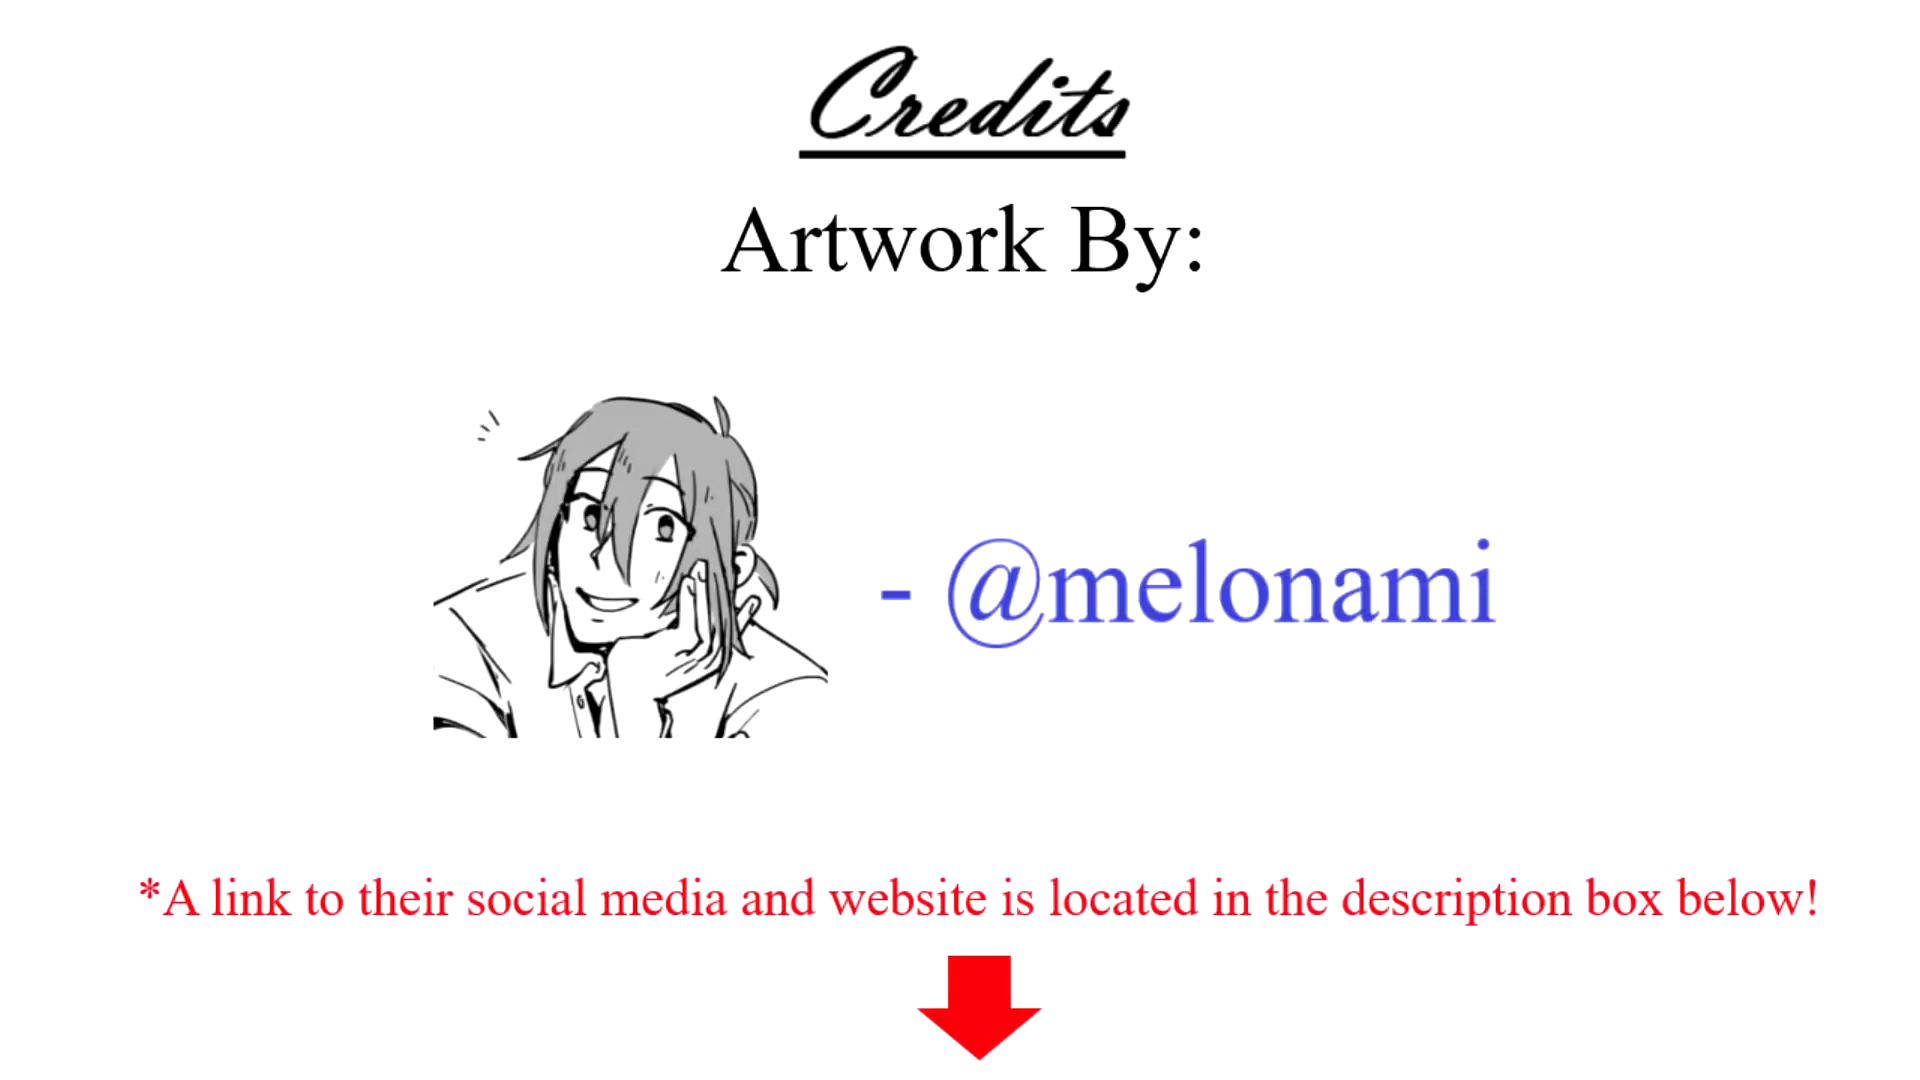 Credits
Artwork By:
- @melonami
*A link to their social media and website is located in the description box below!